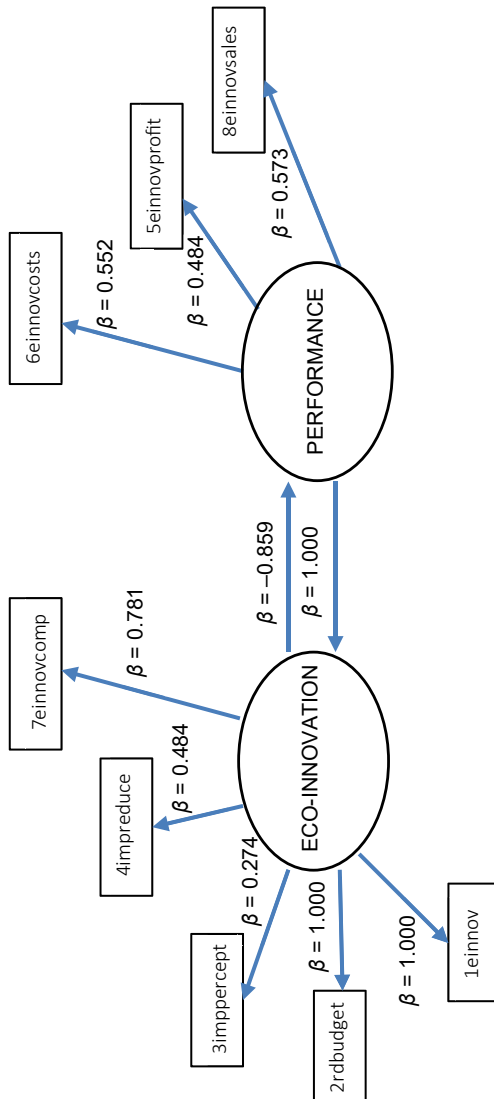 6einnovcosts
β = 0.552
5einnovprofit
β = 0.484
8einnovsales
β = 0.573
PERFORMANCE
β = –0.859
β = 1.000
7einnovcomp
β = 0.781
4impreduce
β = 0.484
ECO-INNOVATION
3imppercept
β = 0.274
2rdbudget
β = 1.000
1einnov
β = 1.000